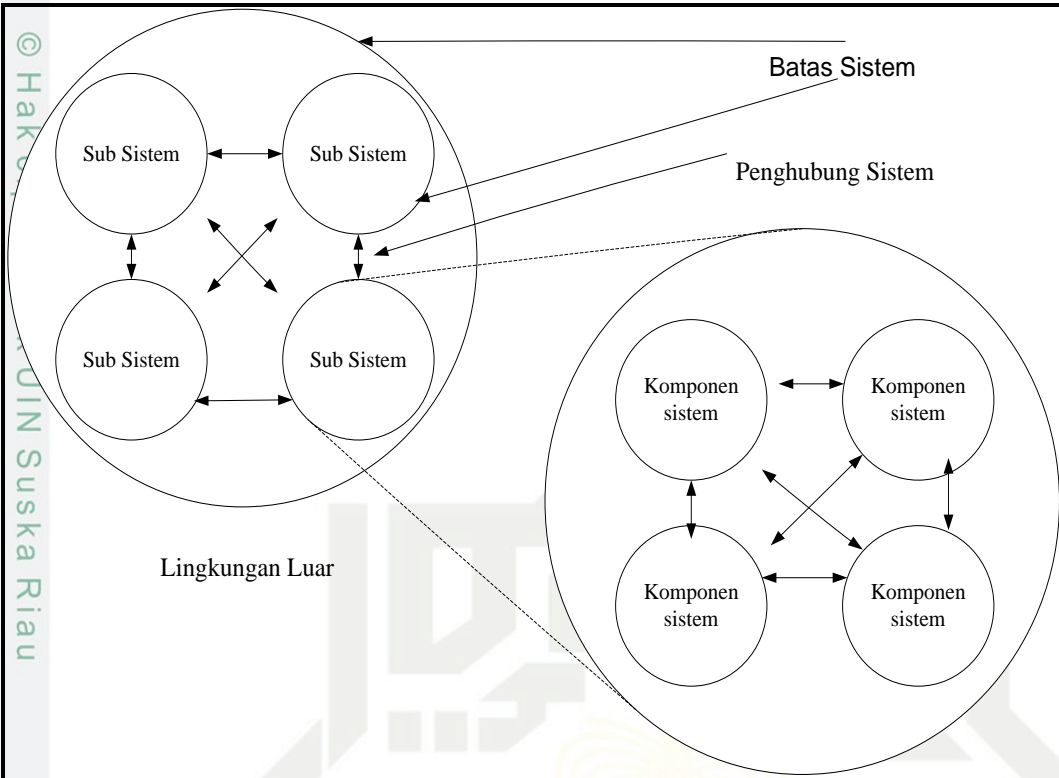 Batas Sistem
Sub Sistem
Sub Sistem
Penghubung Sistem
Sub Sistem
Sub Sistem
Komponen
sistem
Komponen
sistem
Lingkungan Luar
Komponen
sistem
Komponen
sistem
© Hak
UIN Suska Riau